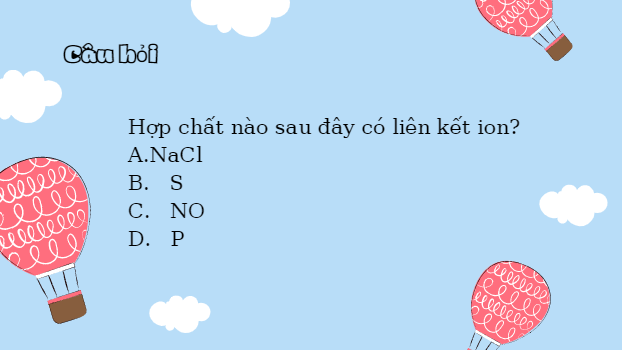 Câu hỏi
Hợp chất nào sau đây có liên kết ion?
A.NaCl
B. S
C. NO
D. P